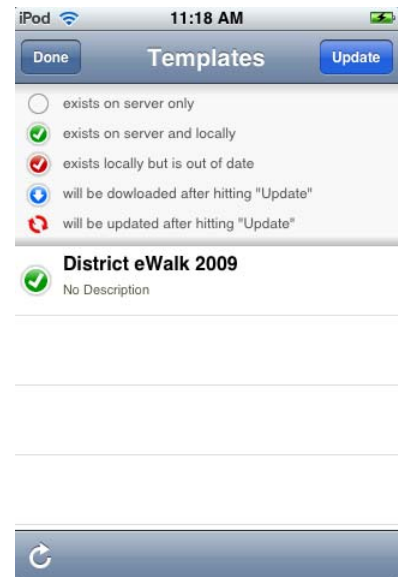 iPod 11:18 AM
Done Templates Update
exists on server only
exists on server and locally
exists locally but is out of date
will be dowloaded after hitting "Update"
will be updated after hitting "Update"
District eWalk 2009
No Description